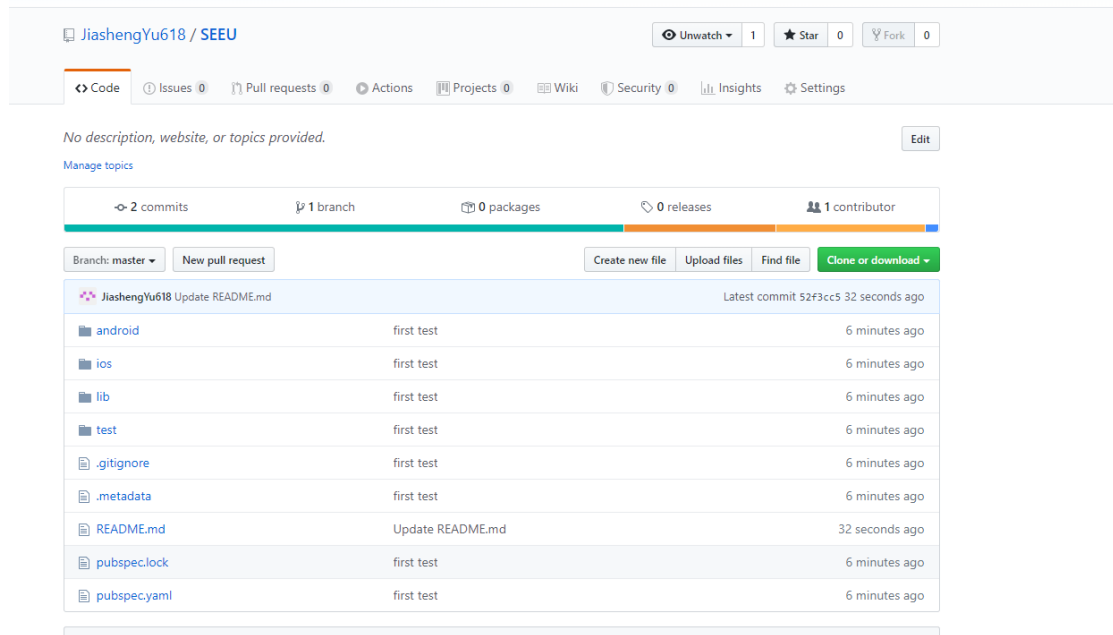 JiashengYu618 / SEEU Unwatch 1 Star 0 Fork 0
Code Issues 0 Pull requests 0 Actions Projects 0 Wiki Security 0 Insights Settings
No description, website, or topics provided. Edit
Manage topics
2 commits 1 branch 0 packages 0 releases 1 contributor
Branch: master New pull request Create new file Upload files Find file Clone or download
JiashengYu618 Update README.md Latest commit 52f3cc5 32 seconds ago
android first test 6 minutes ago
ios first test 6 minutes ago
lib first test 6 minutes ago
test first test 6 minutes ago
.gitignore first test 6 minutes ago
.metadata first test 6 minutes ago
README.md Update README.md 32 seconds ago
pubspec.lock first test 6 minutes ago
pubspec.yaml first test 6 minutes ago